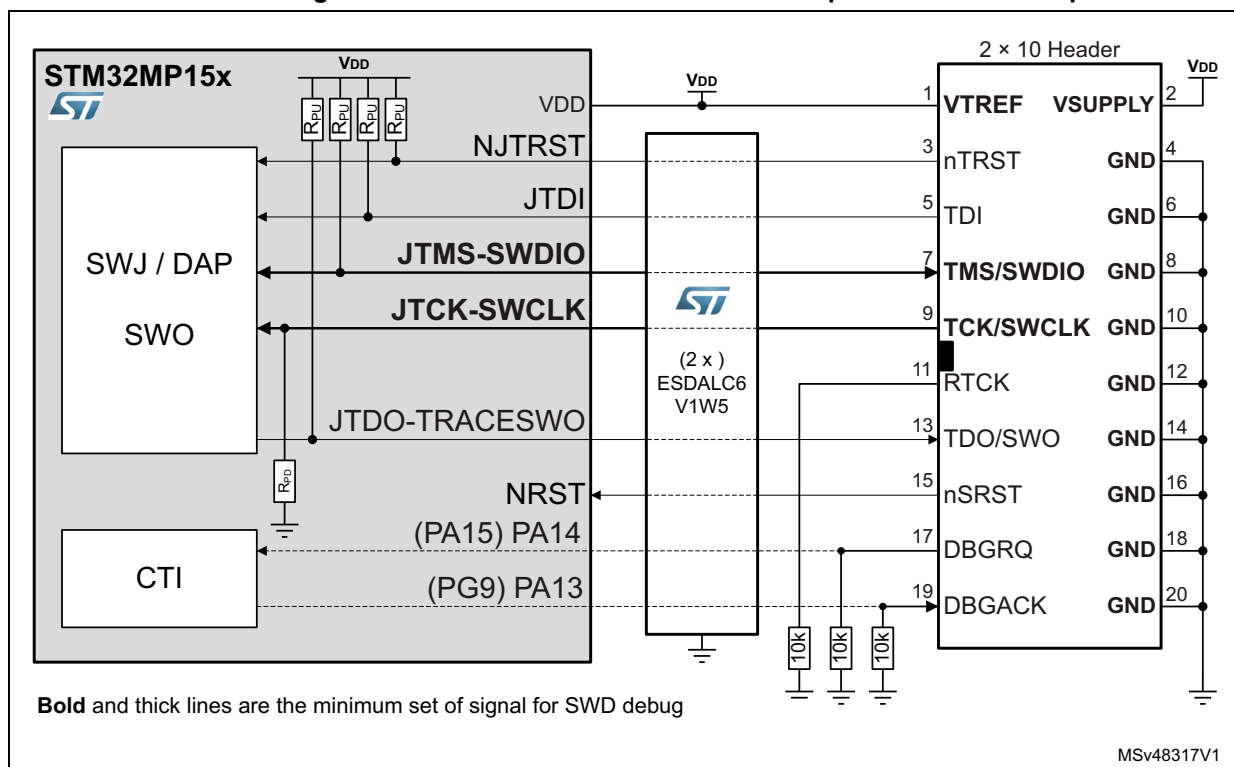 2 × 10 Header
STM32MP15x
ST
VDD
RPU
RPU
RPU
RPU
VDD
VDD
1
VTREF
VSUPPLY
2
VDD
NJTRST
3
nTRST
GND
4
JTDI
5
TDI
GND
6
SWJ / DAP
SWO
JTMS-SWDIO
7
TMS/SWDIO
GND
8
ST
JTCK-SWCLK
9
TCK/SWCLK
GND
10
(2 x )
ESDALC6
V1W5
11
RTCK
GND
12
JTDO-TRACESWO
13
TDO/SWO
GND
14
RPD
NRST
15
nSRST
GND
16
(PA15) PA14
17
DBGRQ
GND
18
CTI
(PG9) PA13
19
DBGACK
GND
20
10k
10k
10k
Bold and thick lines are the minimum set of signal for SWD debug
MSv48317V1